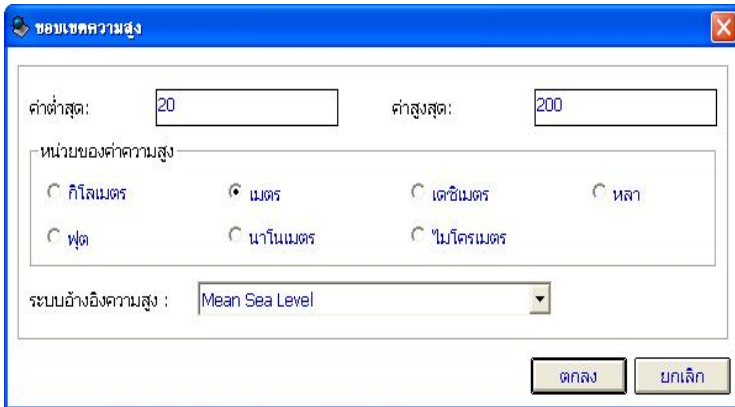 ขอบเขตความสูง
ค่าต่ำสุด: 20 ค่าสูงสุด: 200
หน่วยของค่าความสูง
กิโลเมตร เมตร เดซิเมตร หลา
ฟุต นาโนเมตร ไมโครเมตร
ระบบอ้างอิงความสูง : Mean Sea Level
ตกลง ยกเลิก